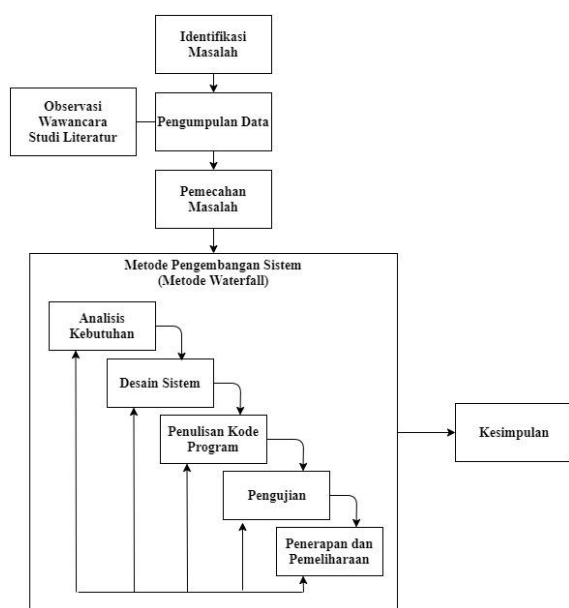 Identifikasi
Masalah
Observasi
Wawancara
Studi Literatur
Pengumpulan Data
Pemecahan
Masalah
Metode Pengembangan Sistem
(Metode Waterfall)
Analisis
Kebutuhan
Desain Sistem
Penulisan Kode
Program
Pengujian
Penerapan dan
Pemeliharaan
Kesimpulan